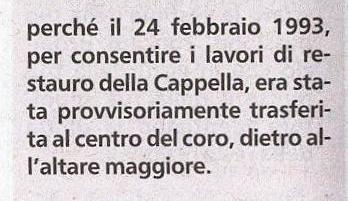 perché il 24 febbraio 1993,
per consentire i lavori di re-
stauro della Cappella, era sta-
ta provvisoriamente trasferi-
ta al centro del coro, dietro al-
l'altare maggiore.